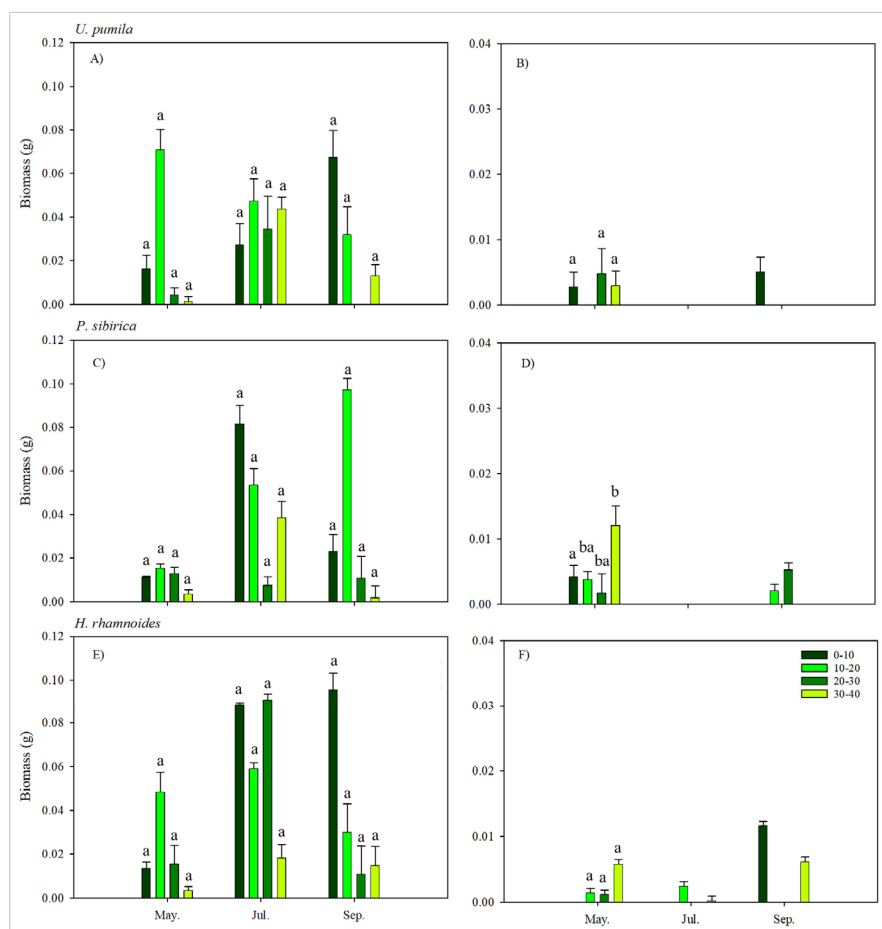 U. pumila
Biomass (g)
0.12
0.10
0.08
0.06
0.04
0.02
0.00
A)
a a a a
a a a a
a a a
0.04
0.03
0.02
0.01
0.00
B)
a a a
P. sibirica
Biomass (g)
0.12
0.10
0.08
0.06
0.04
0.02
0.00
C)
a a a a
a a a a
a a a a
0.04
0.03
0.02
0.01
0.00
D)
a ba ba b
H. rhamnoides
Biomass (g)
0.12
0.10
0.08
0.06
0.04
0.02
0.00
E)
a a a a
a a a a
a a a a
May. Jul. Sep.
0.04
0.03
0.02
0.01
0.00
F)
0-10
10-20
20-30
30-40
a a a
May. Jul. Sep.